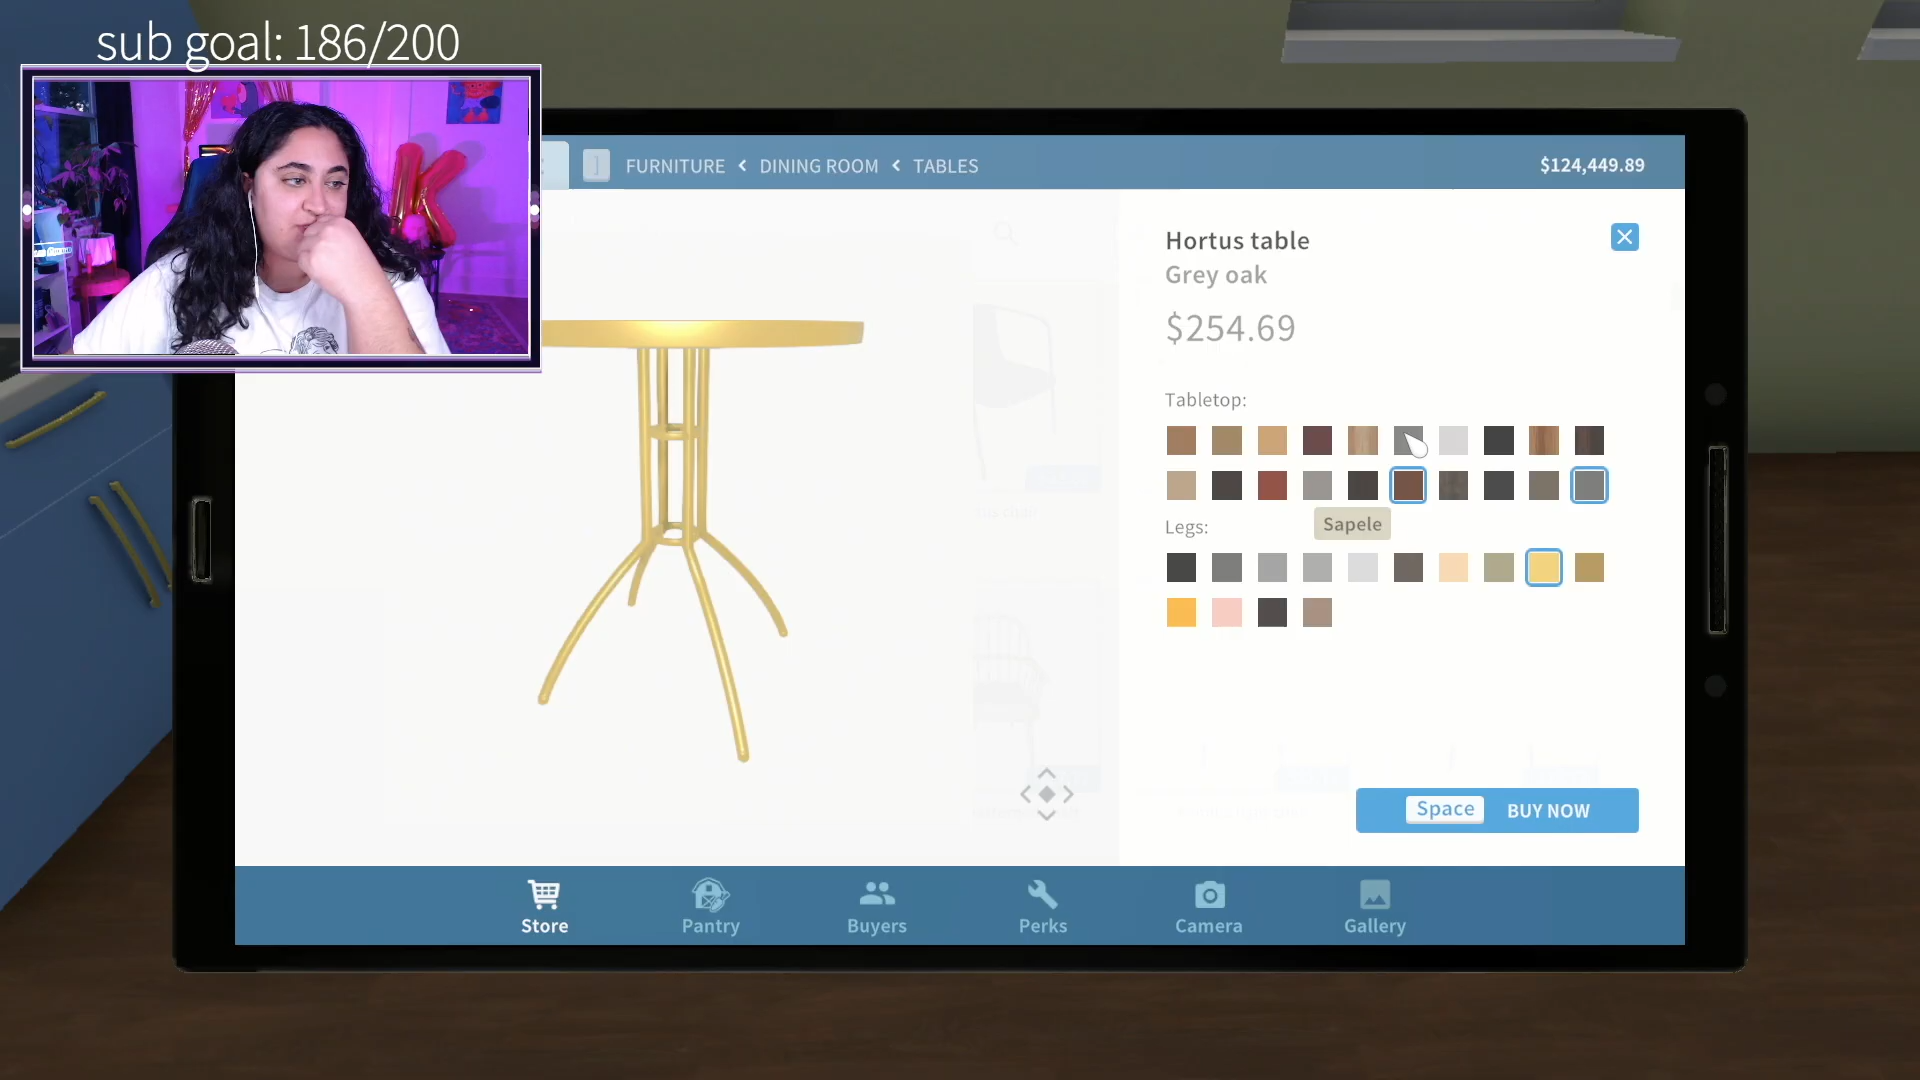 sub goal: 186/200
] FURNITURE < DINING ROOM < TABLES
$124,449.89
Hortus table
Grey oak
$254.69
Tabletop:
Sapele
Legs:
Space BUY NOW
Store
Pantry
Buyers
Perks
Camera
Gallery